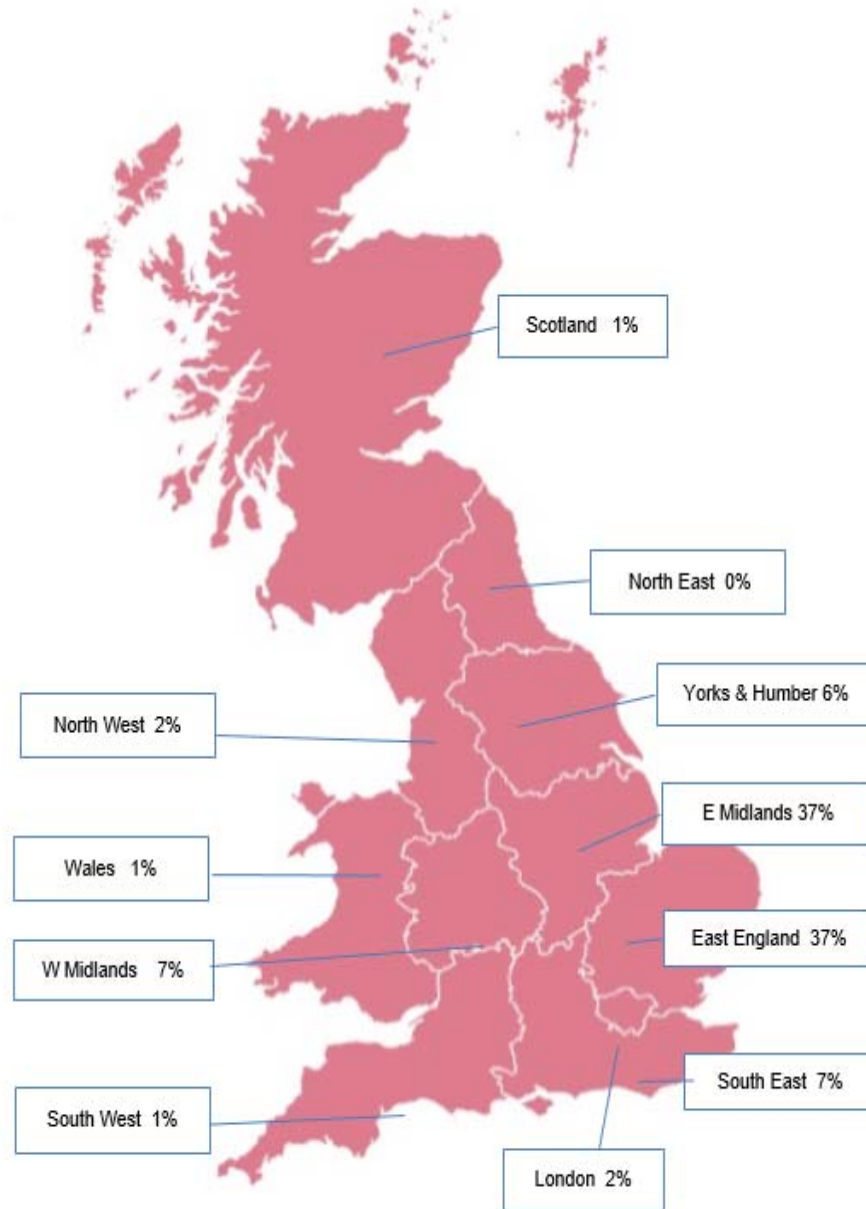 Scotland 1%
North East 0%
Yorks & Humber 6%
North West 2%
E Midlands 37%
Wales 1%
East England 37%
W Midlands 7%
South East 7%
South West 1%
London 2%